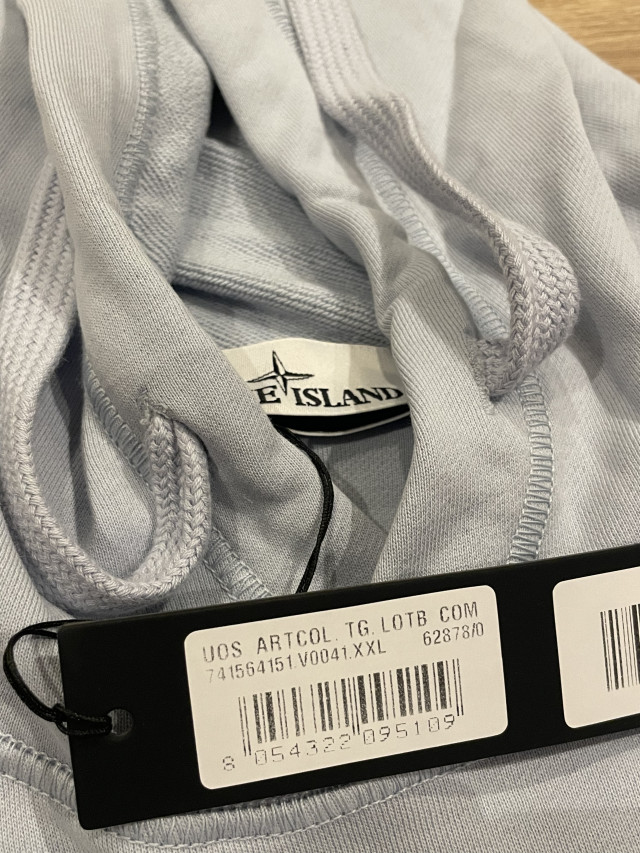 E ISLAND
UOS ARTCOL. TG. LOTB COM
741564151.V0041.XXL 62878/0
8 054322 095109